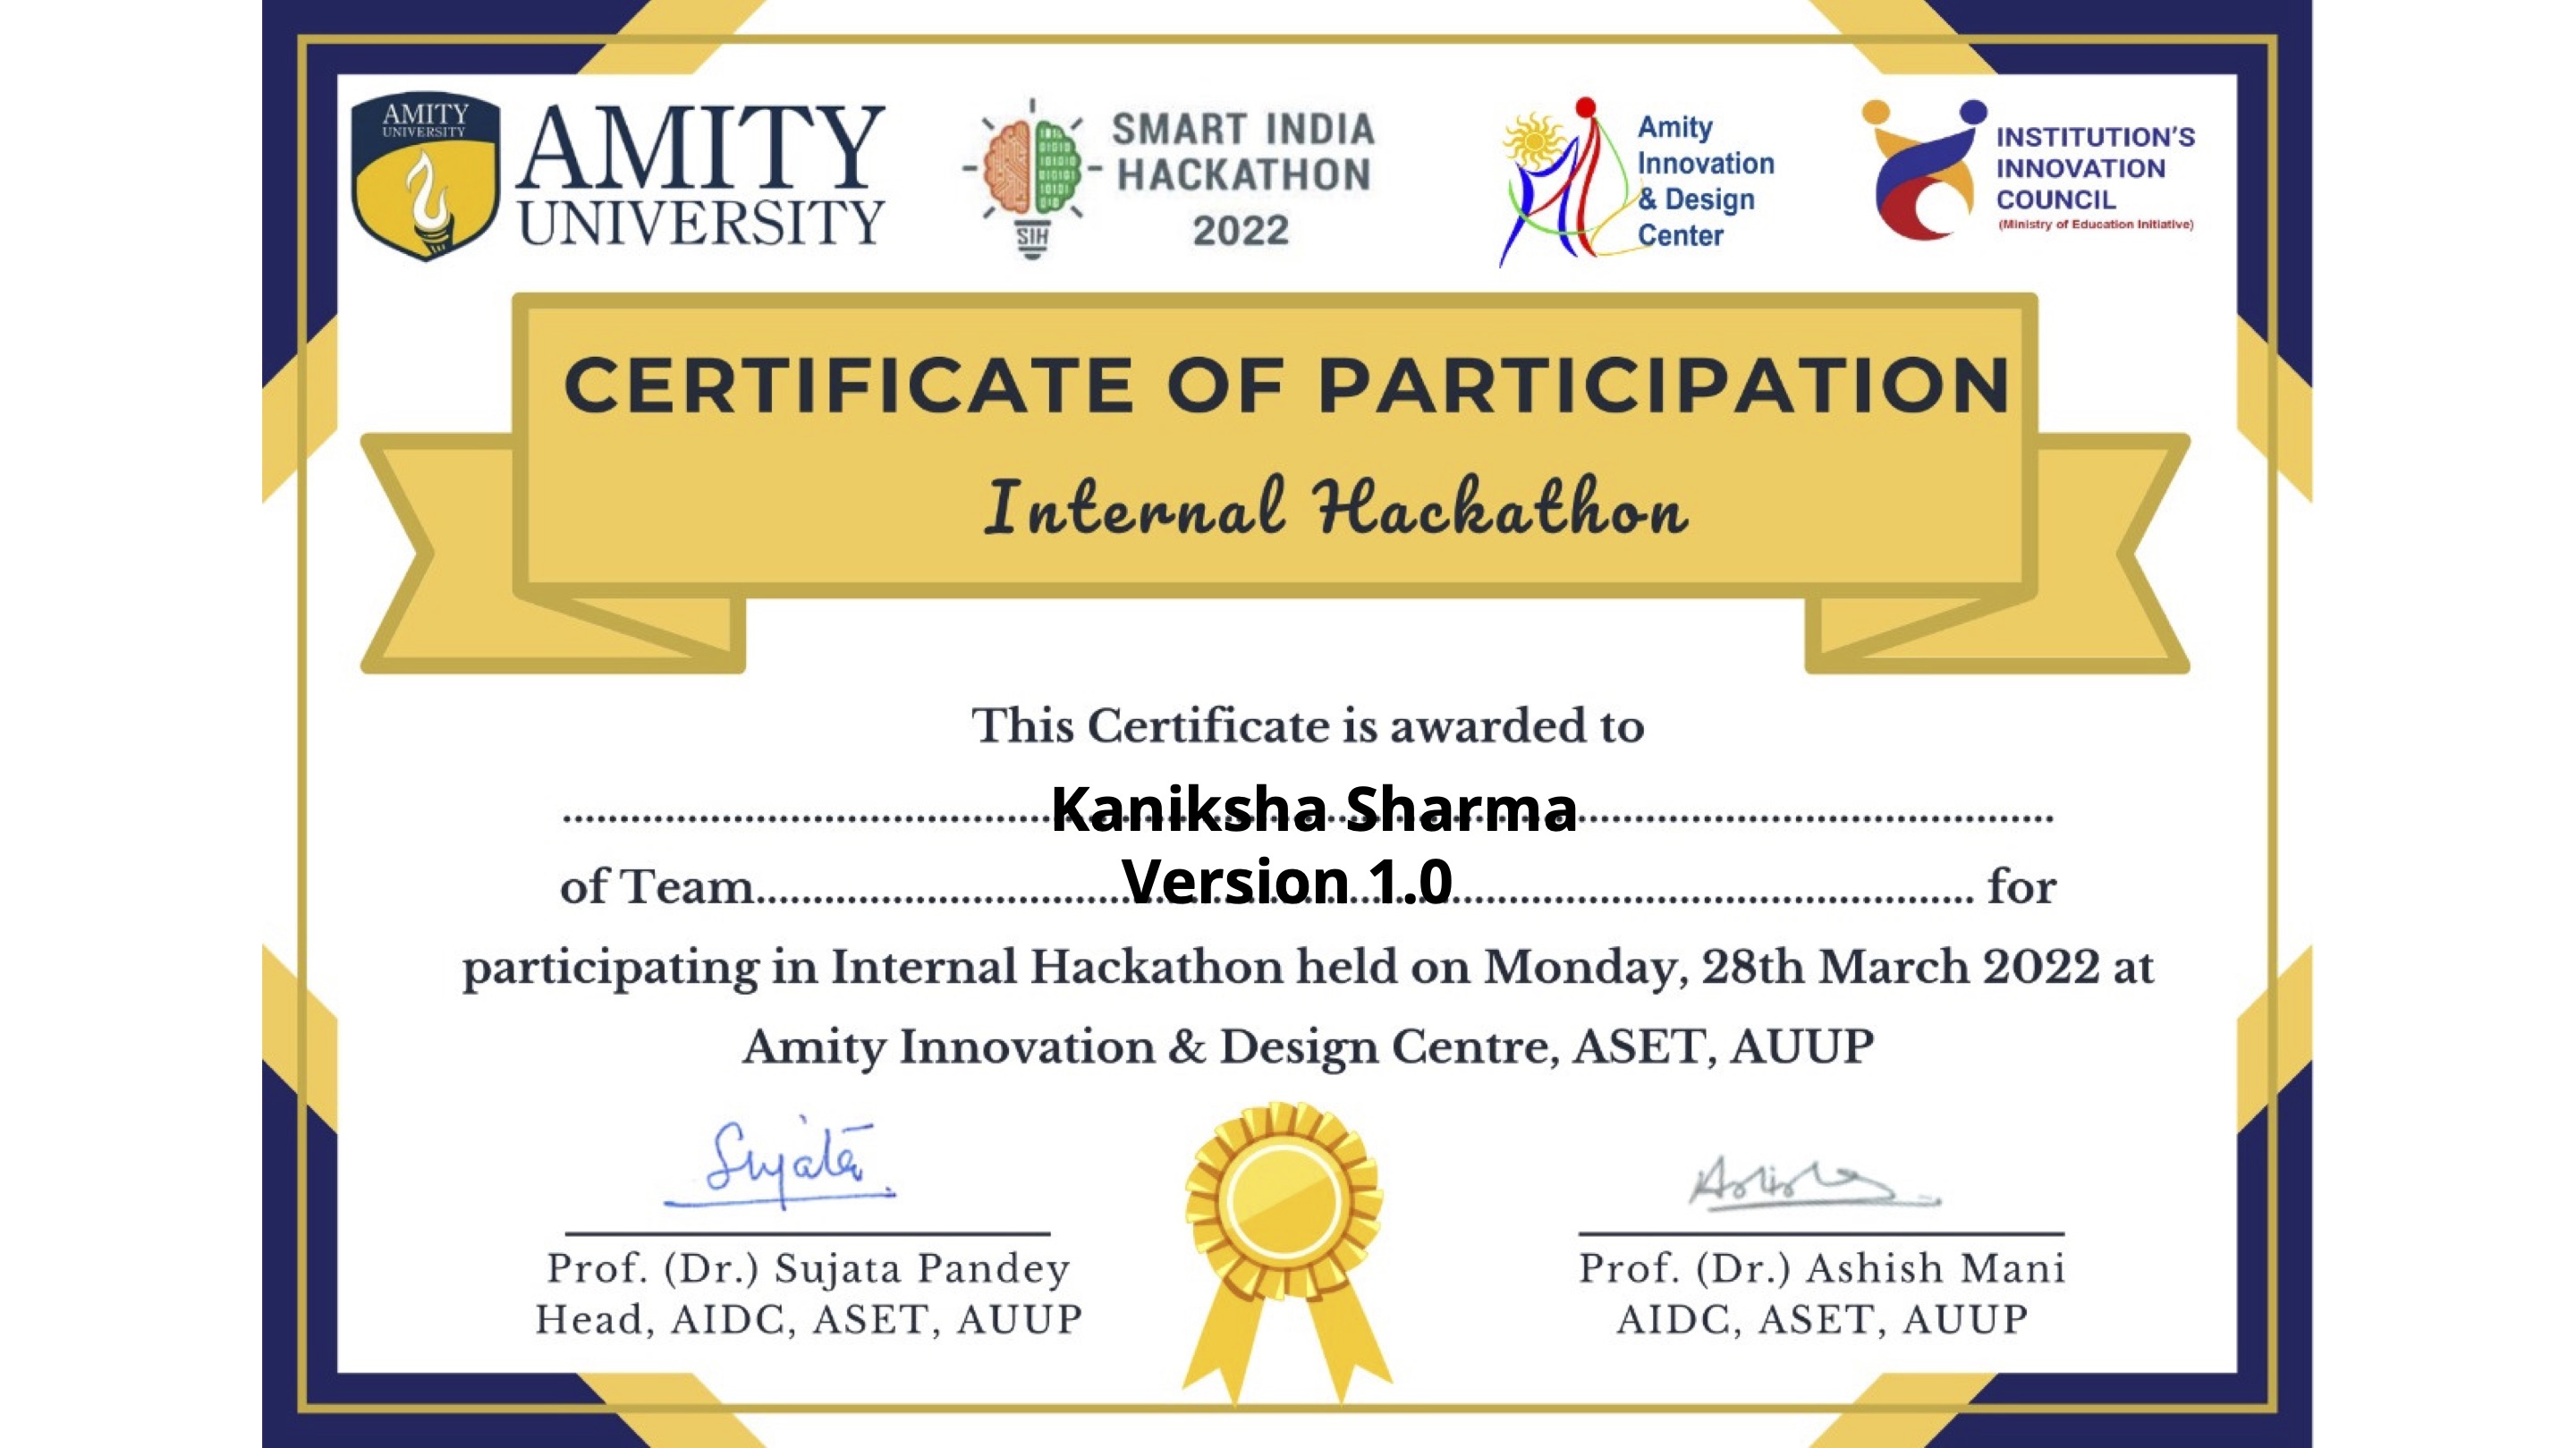 AMITY
UNIVERSITY
AMITY
UNIVERSITY
SIH
SMART INDIA
HACKATHON
2022
Amity
Innovation
& Design
Center
INSTITUTION'S
INNOVATION
COUNCIL
(Ministry of Education Initiative)
CERTIFICATE OF PARTICIPATION
Internal Hackathon
This Certificate is awarded to
Kaniksha Sharma
of Team Version 1.0 for
participating in Internal Hackathon held on Monday, 28th March 2022 at
Amity Innovation & Design Centre, ASET, AUUP
Sujata
Prof. (Dr.) Sujata Pandey
Head, AIDC, ASET, AUUP
Prof. (Dr.) Ashish Mani
AIDC, ASET, AUUP